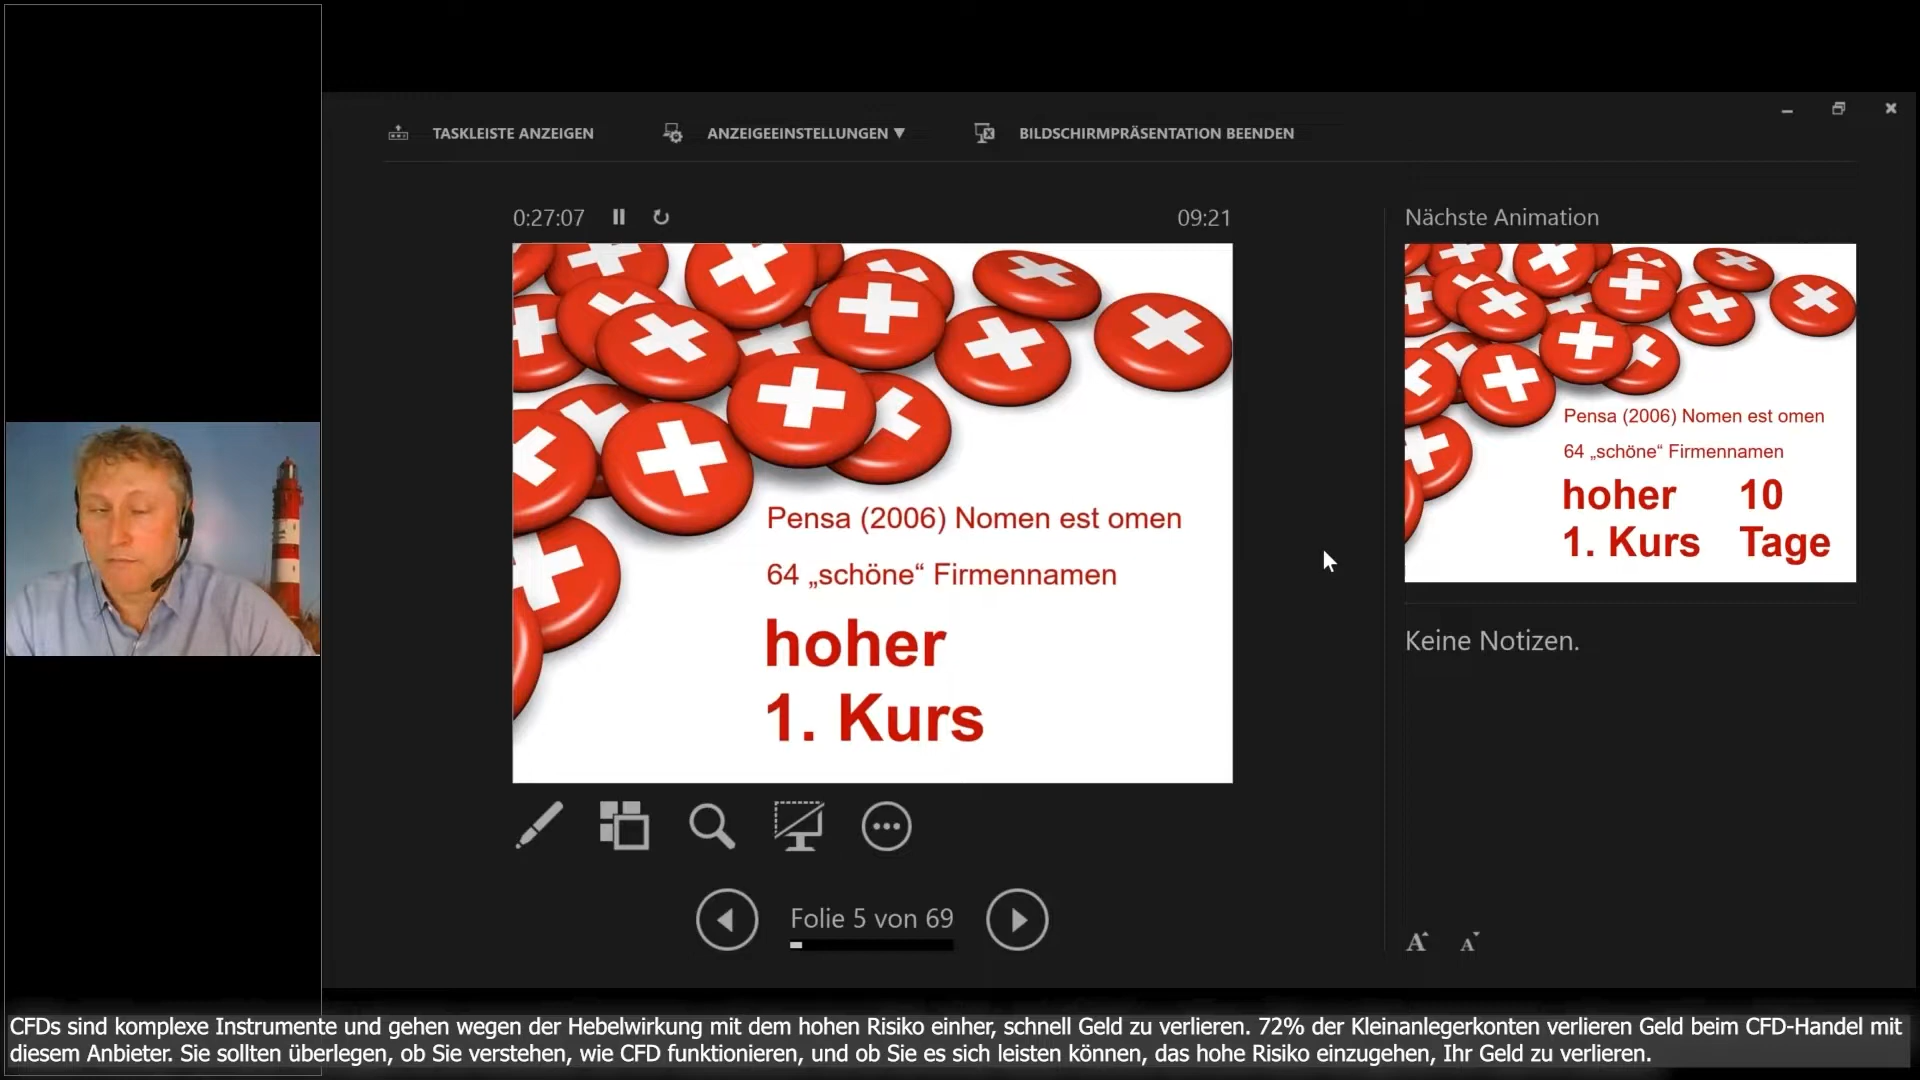 TASKLEISTE ANZEIGEN
ANZEIGEEINSTELLUNGEN ▼
BILDSCHIRMPRÄSENTATION BEENDEN
0:27:07
09:21
Pensa (2006) Nomen est omen
64 „schöne“ Firmennamen
hoher
1. Kurs
Folie 5 von 69
Nächste Animation
Pensa (2006) Nomen est omen
64 „schöne“ Firmennamen
hoher 10
1. Kurs Tage
Keine Notizen.
A A
CFDs sind komplexe Instrumente und gehen wegen der Hebelwirkung mit dem hohen Risiko einher, schnell Geld zu verlieren. 72% der Kleinanlegerkonten verlieren Geld beim CFD-Handel mit
diesem Anbieter. Sie sollten überlegen, ob Sie verstehen, wie CFD funktionieren, und ob Sie es sich leisten können, das hohe Risiko einzugehen, Ihr Geld zu verlieren.